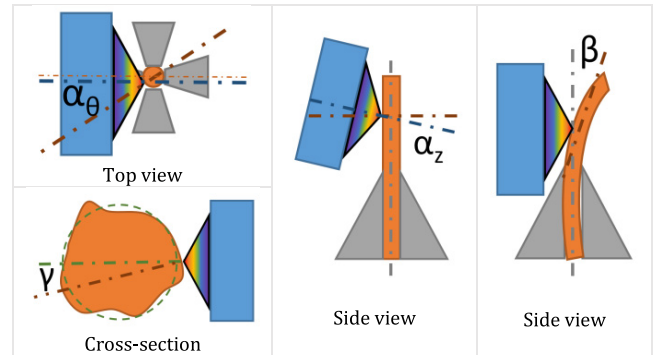 α_θ
Top view
γ
Cross-section
α_z
Side view
β
Side view